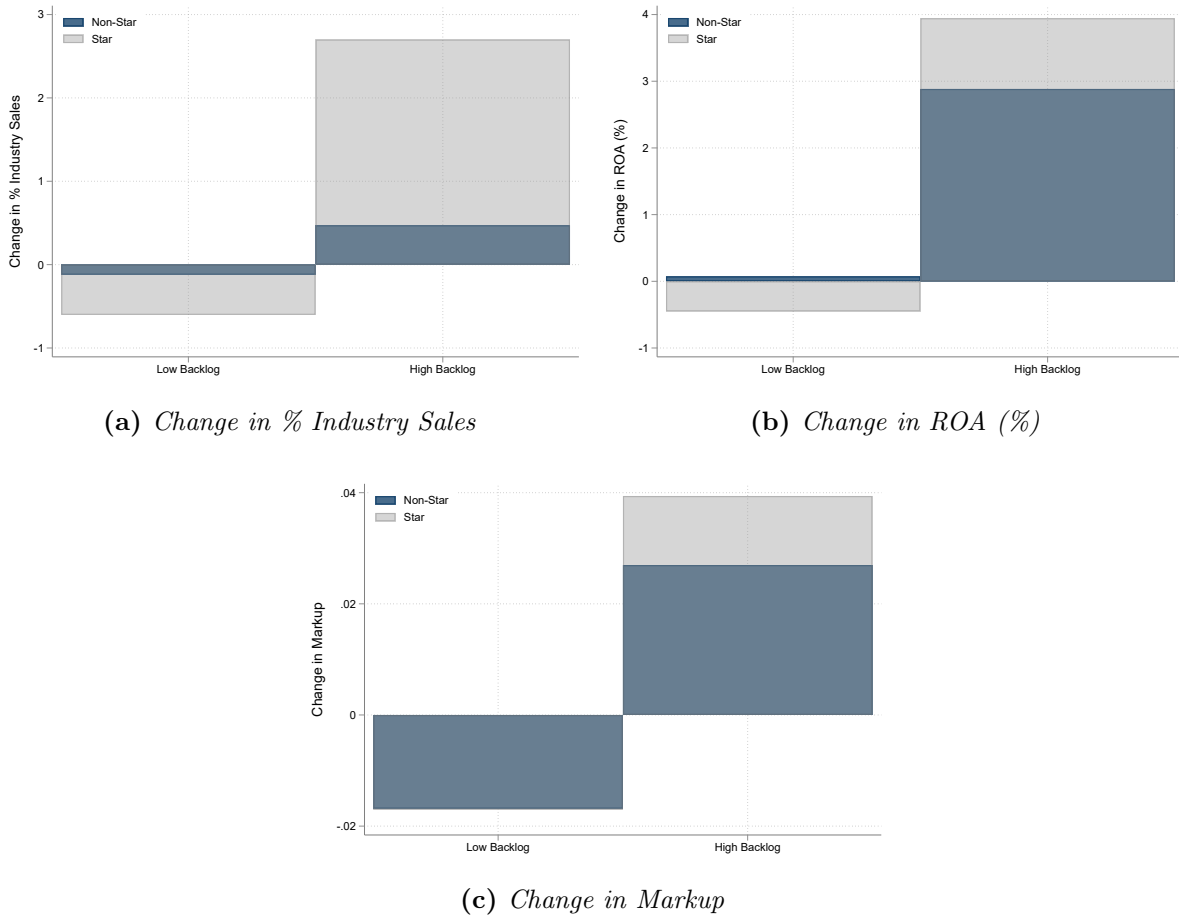 3
2
1
0
-1
Change in % Industry Sales
Non-Star
Star
Low Backlog
High Backlog
(a) Change in % Industry Sales
4
3
2
1
0
-1
Change in ROA (%)
Non-Star
Star
Low Backlog
High Backlog
(b) Change in ROA (%)
.04
.02
0
-.02
Change in Markup
Non-Star
Star
Low Backlog
High Backlog
(c) Change in Markup